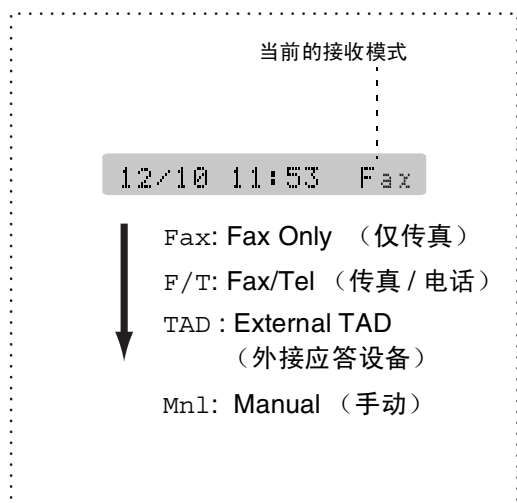 当前的接收模式
12/10 11:53 Fax
Fax: Fax Only （仅传真）
F/T: Fax/Tel （传真 / 电话）
TAD : External TAD
（外接应答设备）
Mnl: Manual （手动）